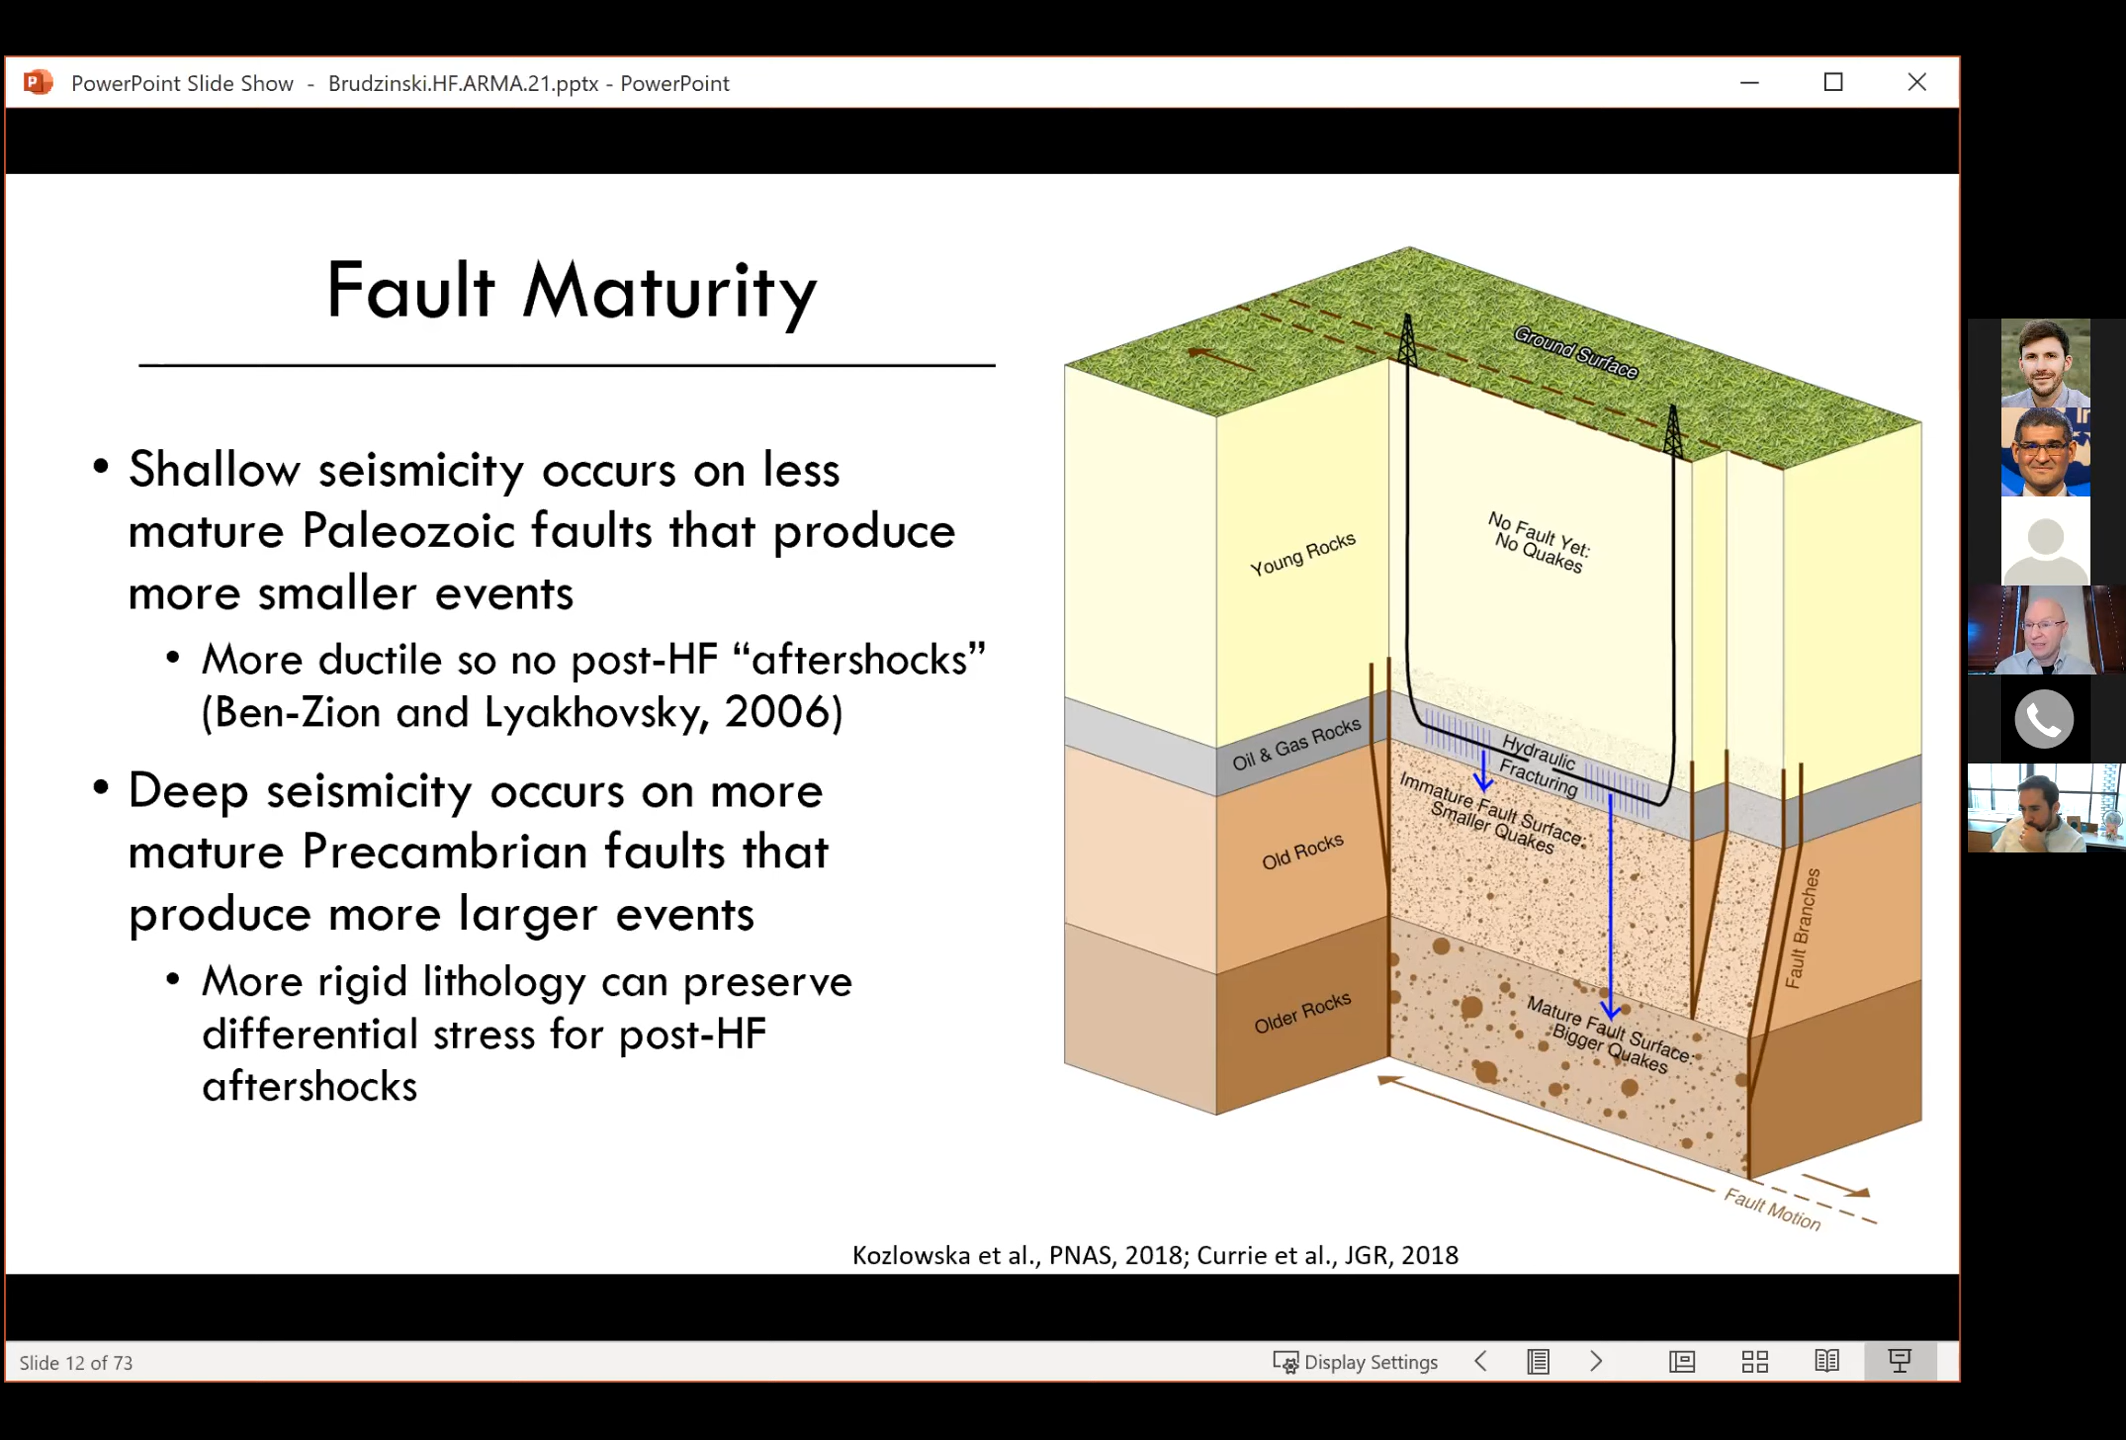 PowerPoint Slide Show - Brudzinski.HF.ARMA.21.pptx - PowerPoint
Fault Maturity
• Shallow seismicity occurs on less
mature Paleozoic faults that produce
more smaller events
• More ductile so no post-HF “aftershocks”
(Ben-Zion and Lyakhovsky, 2006)
• Deep seismicity occurs on more
mature Precambrian faults that
produce more larger events
• More rigid lithology can preserve
differential stress for post-HF
aftershocks
Ground Surface
Young Rocks
No Fault Yet:
No Quakes
Oil & Gas Rocks
Hydraulic
Fracturing
Immature Fault Surface:
Smaller Quakes
Old Rocks
Fault Branches
Older Rocks
Mature Fault Surface:
Bigger Quakes
Fault Motion
Kozlowska et al., PNAS, 2018; Currie et al., JGR, 2018
Slide 12 of 73
Display Settings